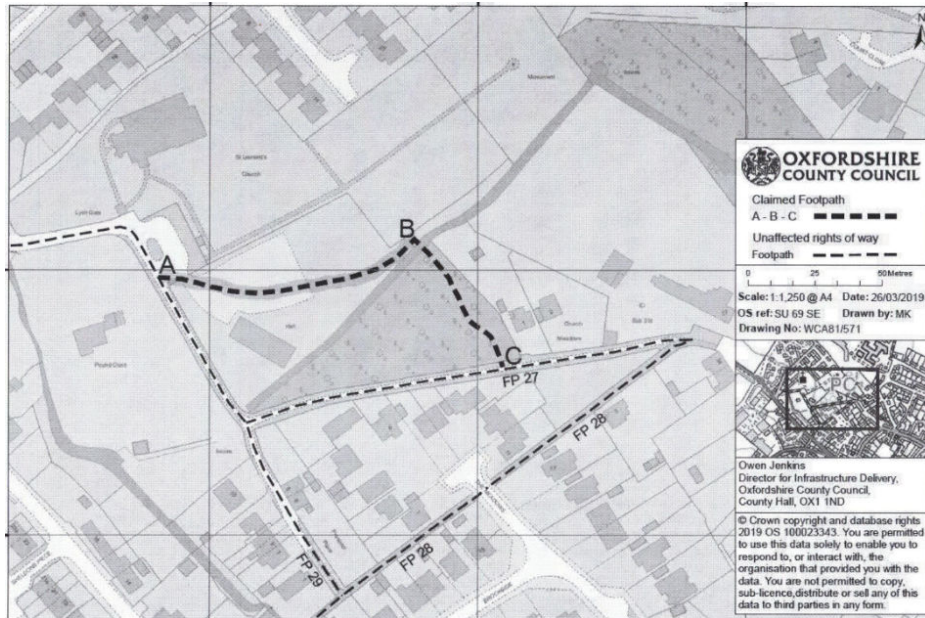 N
Monument
St Leonard's
Church
Lych Gate
A
B
C
Hall
Church
El
Sub Sta
FP 27
FP 28
FP 28
FP 29
OXFORDSHIRE
COUNTY COUNCIL
Claimed Footpath
A - B - C
Unaffected rights of way
Footpath
0 25 50 Metres
Scale: 1:1,250 @ A4 Date: 26/03/2019
OS ref: SU 69 SE Drawn by: MK
Drawing No: WCA81/571
Owen Jenkins
Director for Infrastructure Delivery,
Oxfordshire County Council,
County Hall, OX1 1ND
© Crown copyright and database rights
2019 OS 100023343. You are permitted
to use this data solely to enable you to
respond to, or interact with, the
organisation that provided you with the
data. You are not permitted to copy,
sub-licence,distribute or sell any of this
data to third parties in any form.